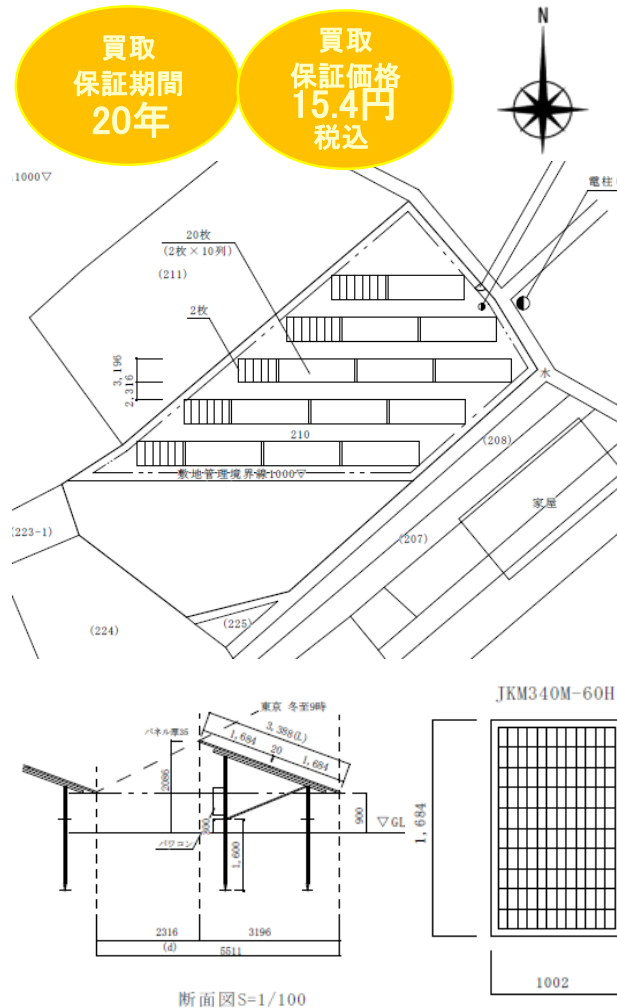 買取
保証期間
20年
買取
保証価格
15.4円
税込
N
1000▽
電柱
20枚
(2枚×10列)
(211)
2枚
3,196
2,316
水
210
敷地管理境界線1000▽
(208)
家屋
(207)
(223-1)
(224)
(225)
JKM340M-60H
東京 冬至9時
パネル厚35
3,388(L)
1,684
20
1,684
2086
900
▽GL
300
パワコン
1,600
2316
3196
(d)
5511
断面図S=1/100
1,684
1002